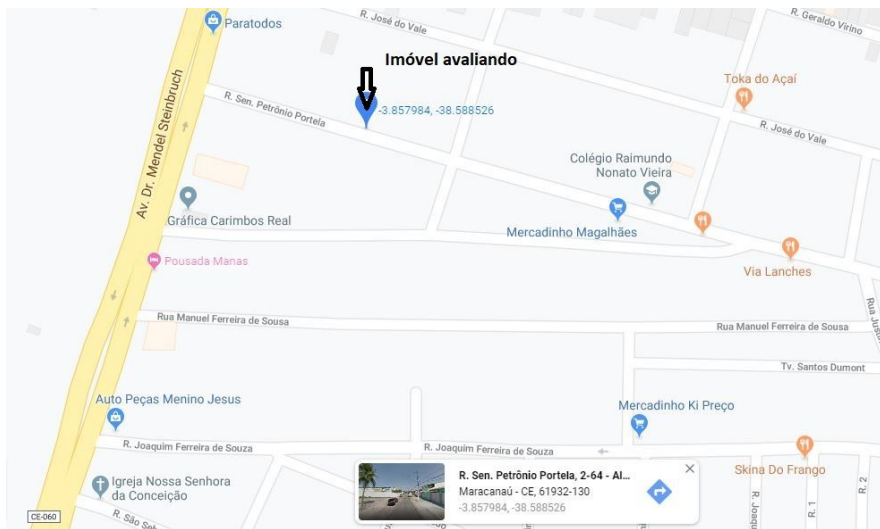 Paratodos
R. José do Vale
R. Geraldo Virino
Imóvel avaliando
Toka do Açaí
R. Sen. Petrônio Portela
-3.857984, -38.588526
Av. Dr. Mendel Steinbruch
R. José do Vale
Colégio Raimundo
Nonato Vieira
Gráfica Carimbos Real
Mercadinho Magalhães
Pousada Manas
Via Lanches
Rua Manuel Ferreira de Sousa
Rua Manuel Ferreira de Sousa
Tv. Santos Dumont
Auto Peças Menino Jesus
Mercadinho Ki Preço
R. Joaquim Ferreira de Souza
R. Joaquim Ferreira de Souza
Skina Do Frango
Igreja Nossa Senhora
da Conceição
R. Sen. Petrônio Portela, 2-64 - Al...
Maracanaú - CE, 61932-130
-3.857984, -38.588526
R. Joaqu
R. 1
R. 2
CE-060
R. São Se